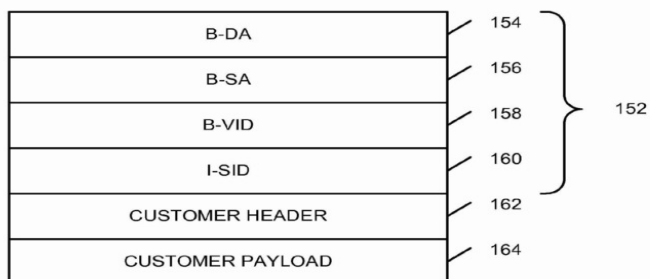 B-DA 154
B-SA 156
B-VID 158
152
I-SID 160
CUSTOMER HEADER 162
CUSTOMER PAYLOAD 164